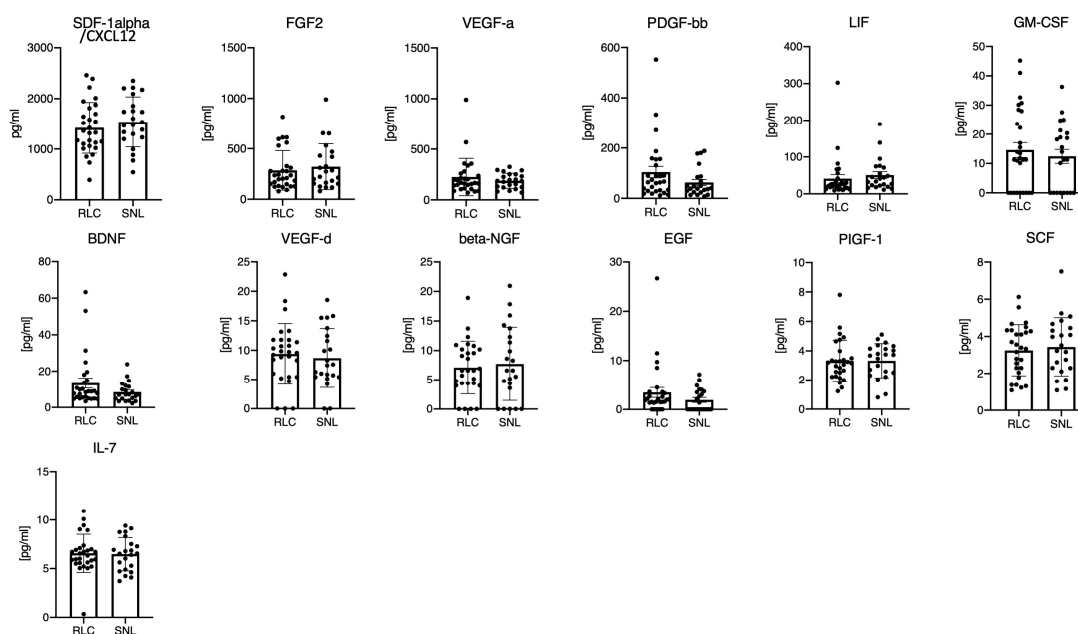 SDF-1alpha
/CXCL12
pg/ml]
3000
2000
1000
0
RLC SNL
FGF2
[pg/ml]
1500
1000
500
0
RLC SNL
VEGF-a
[pg/ml]
1500
1000
500
0
RLC SNL
PDGF-bb
[pg/ml]
600
400
200
0
RLC SNL
LIF
[pg/ml]
400
300
200
100
0
RLC SNL
GM-CSF
[pg/ml]
50
40
30
20
10
0
RLC SNL
BDNF
[pg/ml]
80
60
40
20
0
RLC SNL
VEGF-d
[pg/ml]
25
20
15
10
5
0
RLC SNL
beta-NGF
[pg/ml]
25
20
15
10
5
0
RLC SNL
EGF
[pg/ml]
30
20
10
0
RLC SNL
PlGF-1
[pg/ml]
10
8
6
4
2
0
RLC SNL
SCF
[pg/ml]
8
6
4
2
0
RLC SNL
IL-7
[pg/ml]
15
10
5
0
RLC SNL